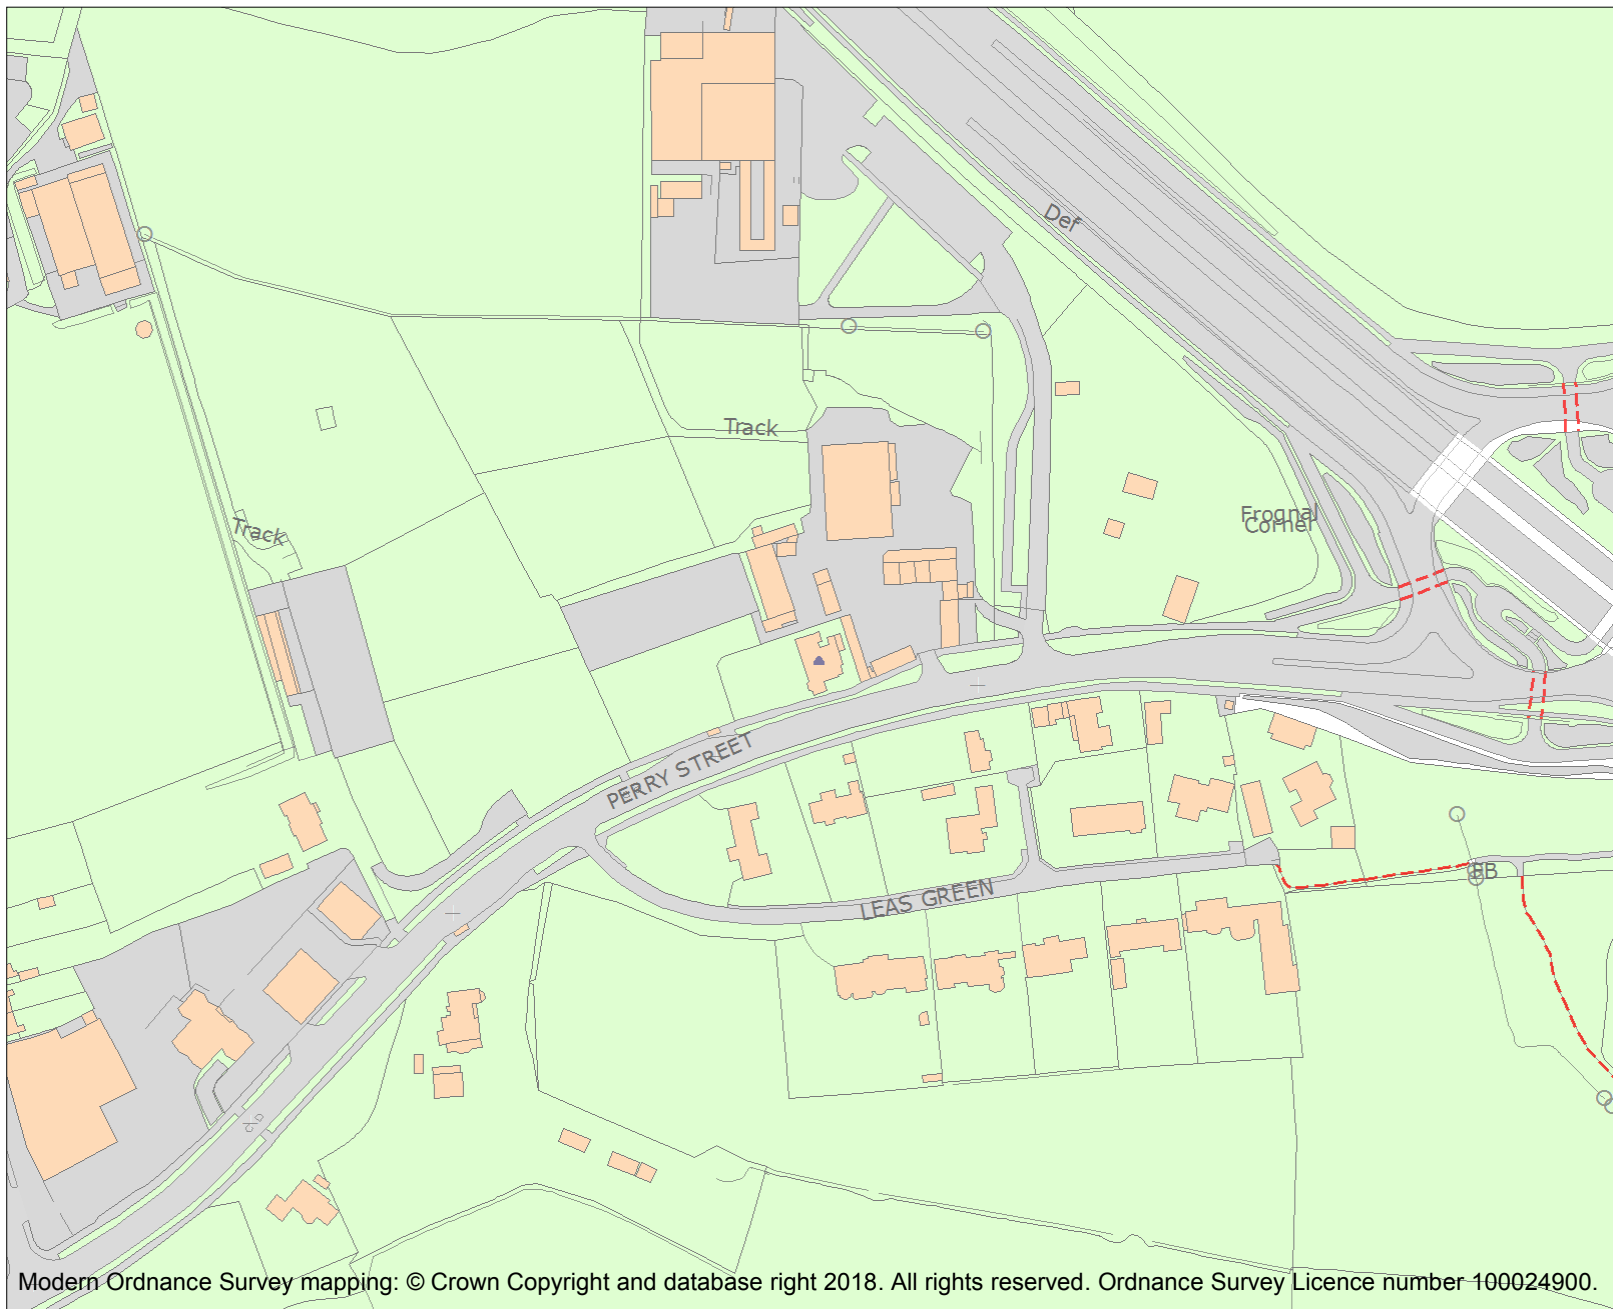 Def
Track
Frognal
Corner
Track
PERRY STREET
FB
LEAS GREEN
Modern Ordnance Survey mapping: © Crown Copyright and database right 2018. All rights reserved. Ordnance Survey Licence number 100024900.